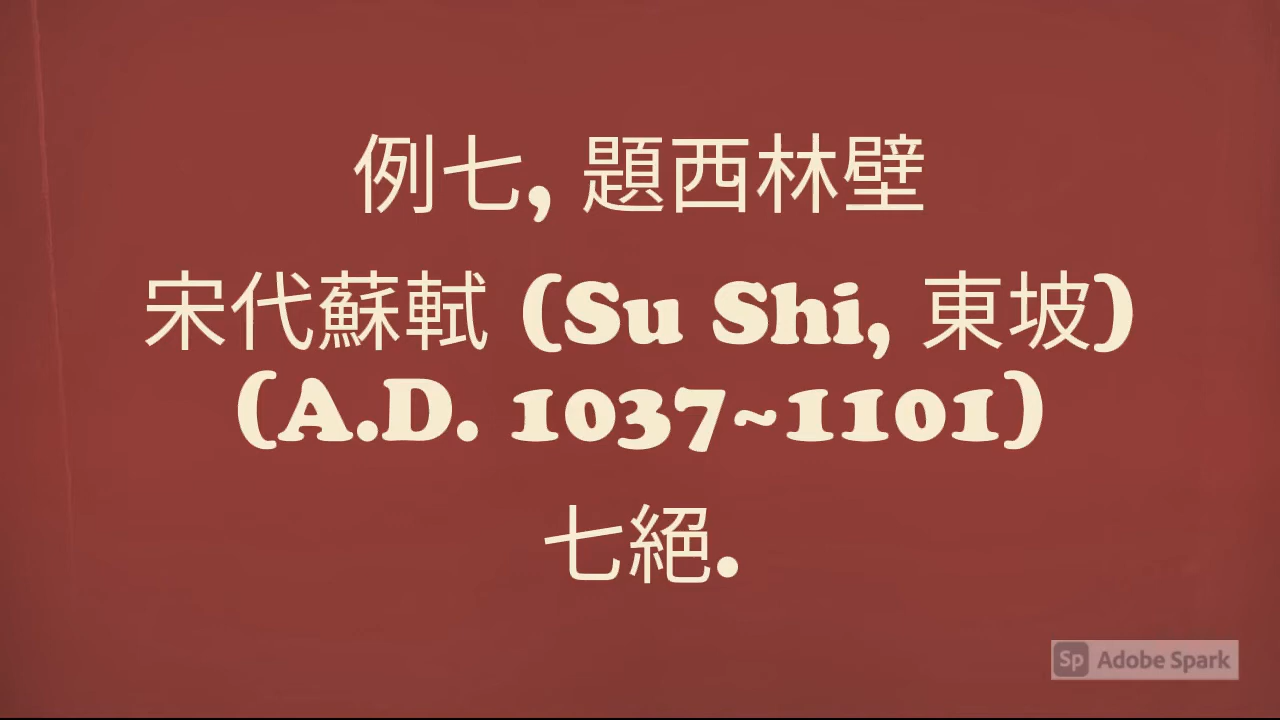 例七, 題西林壁
宋代蘇軾 (Su Shi, 東坡)
(A.D. 1037~1101)
七絕.
Sp Adobe Spark